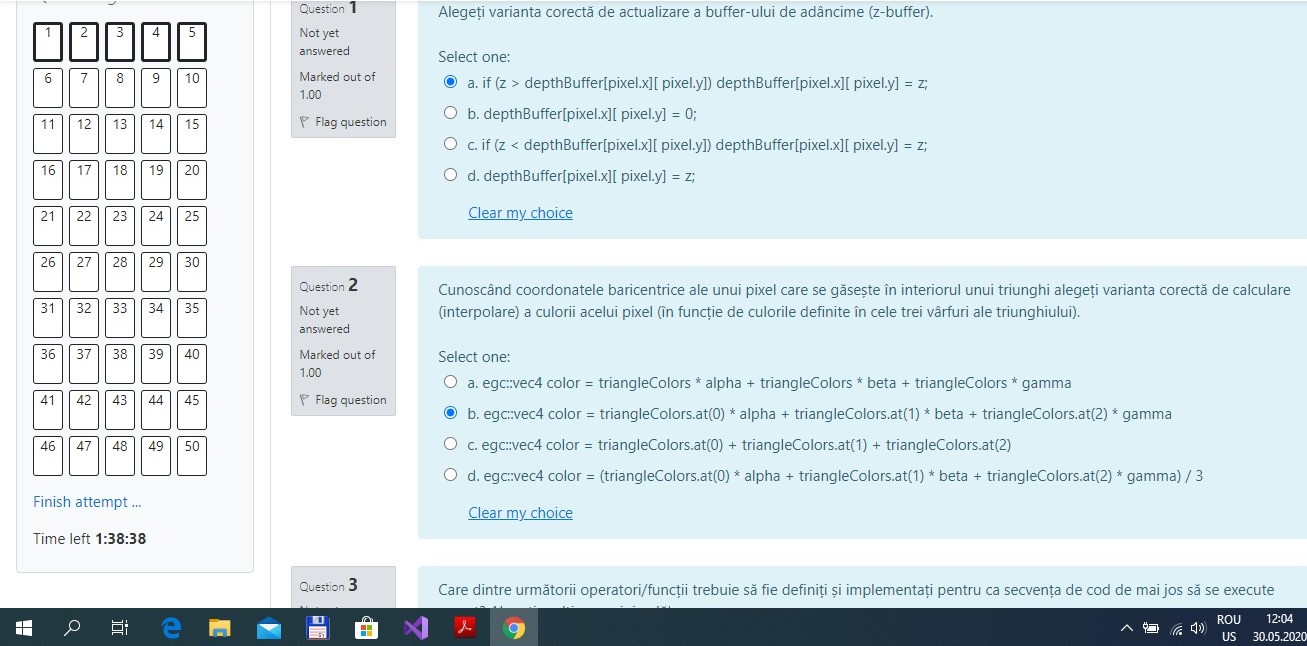 1 2 3 4 5
6 7 8 9 10
11 12 13 14 15
16 17 18 19 20
21 22 23 24 25
26 27 28 29 30
31 32 33 34 35
36 37 38 39 40
41 42 43 44 45
46 47 48 49 50
Finish attempt ...
Time left 1:38:38
Question 1
Not yet
answered
Marked out of
1.00
Flag question
Alegeți varianta corectă de actualizare a buffer-ului de adâncime (z-buffer).
Select one:
a. if (z > depthBuffer[pixel.x][ pixel.y]) depthBuffer[pixel.x][ pixel.y] = z;
b. depthBuffer[pixel.x][ pixel.y] = 0;
c. if (z < depthBuffer[pixel.x][ pixel.y]) depthBuffer[pixel.x][ pixel.y] = z;
d. depthBuffer[pixel.x][ pixel.y] = z;
Clear my choice
Question 2
Not yet
answered
Marked out of
1.00
Flag question
Cunoscând coordonatele baricentrice ale unui pixel care se găsește în interiorul unui triunghi alegeți varianta corectă de calculare
(interpolare) a culorii acelui pixel (în funcție de culorile definite în cele trei vârfuri ale triunghiului).
Select one:
a. egc::vec4 color = triangleColors * alpha + triangleColors * beta + triangleColors * gamma
b. egc::vec4 color = triangleColors.at(0) * alpha + triangleColors.at(1) * beta + triangleColors.at(2) * gamma
c. egc::vec4 color = triangleColors.at(0) + triangleColors.at(1) + triangleColors.at(2)
d. egc::vec4 color = (triangleColors.at(0) * alpha + triangleColors.at(1) * beta + triangleColors.at(2) * gamma) / 3
Clear my choice
Question 3
Care dintre următorii operatori/funcții trebuie să fie definiți și implementați pentru ca secvența de cod de mai jos să se execute
ROU
US
12:04
30.05.2020